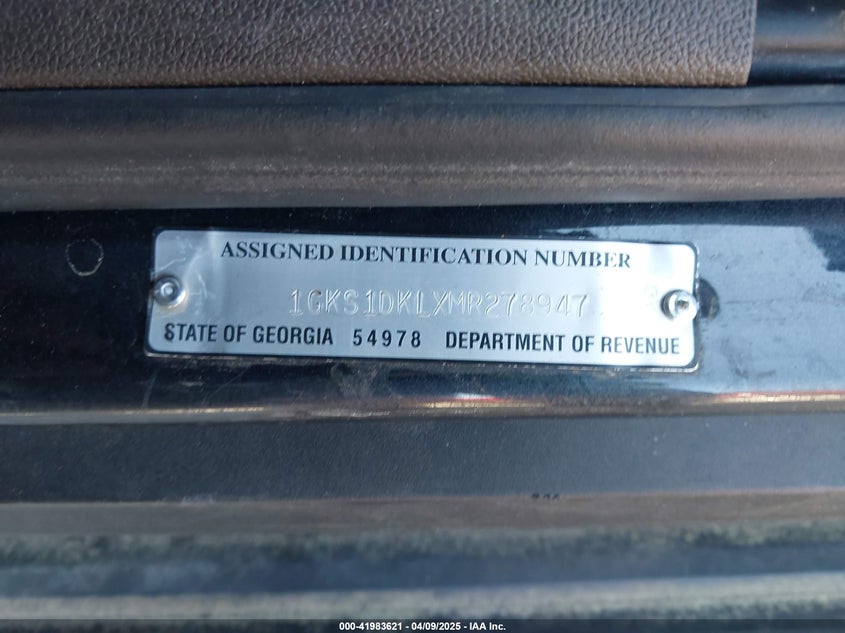 ASSIGNED IDENTIFICATION NUMBER
1GKS1DKLXMR278947
STATE OF GEORGIA 54978 DEPARTMENT OF REVENUE
000-41983621 | 04/09/2025 - IAA Inc.